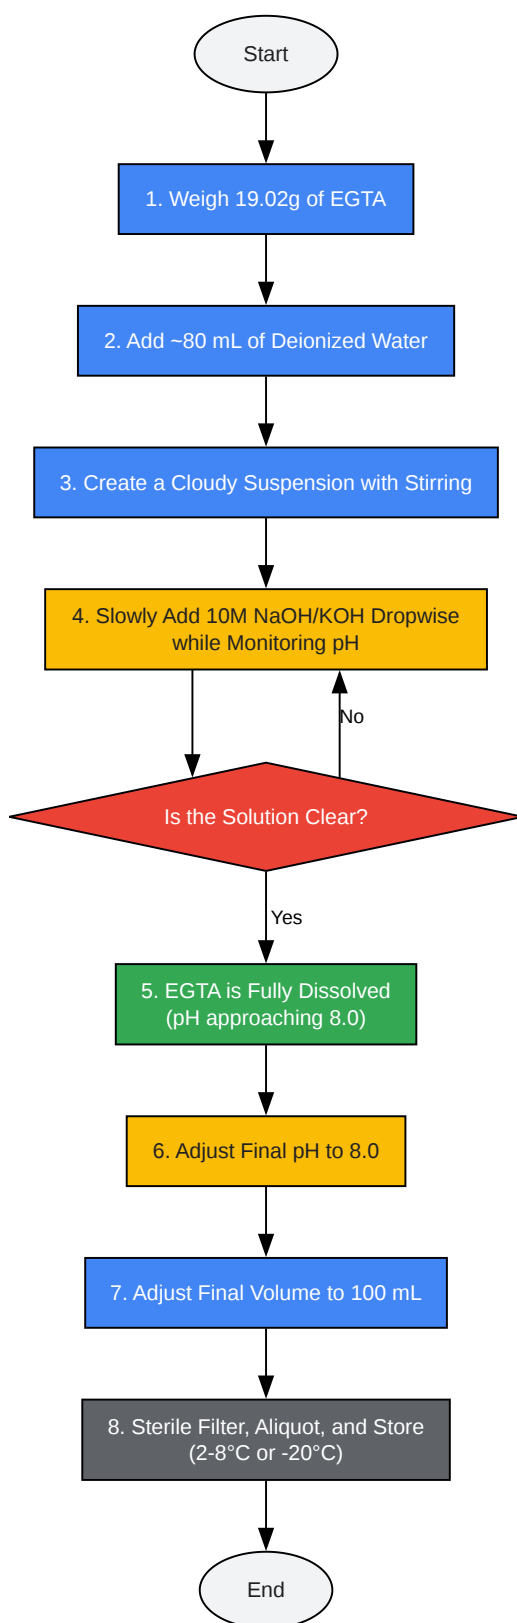 Start
1. Weigh 19.02g of EGTA
2. Add ~80 mL of Deionized Water
3. Create a Cloudy Suspension with Stirring
4. Slowly Add 10M NaOH/KOH Dropwise
while Monitoring pH
No
Is the Solution Clear?
Yes
5. EGTA is Fully Dissolved
(pH approaching 8.0)
6. Adjust Final pH to 8.0
7. Adjust Final Volume to 100 mL
8. Sterile Filter, Aliquot, and Store
(2-8°C or -20°C)
End